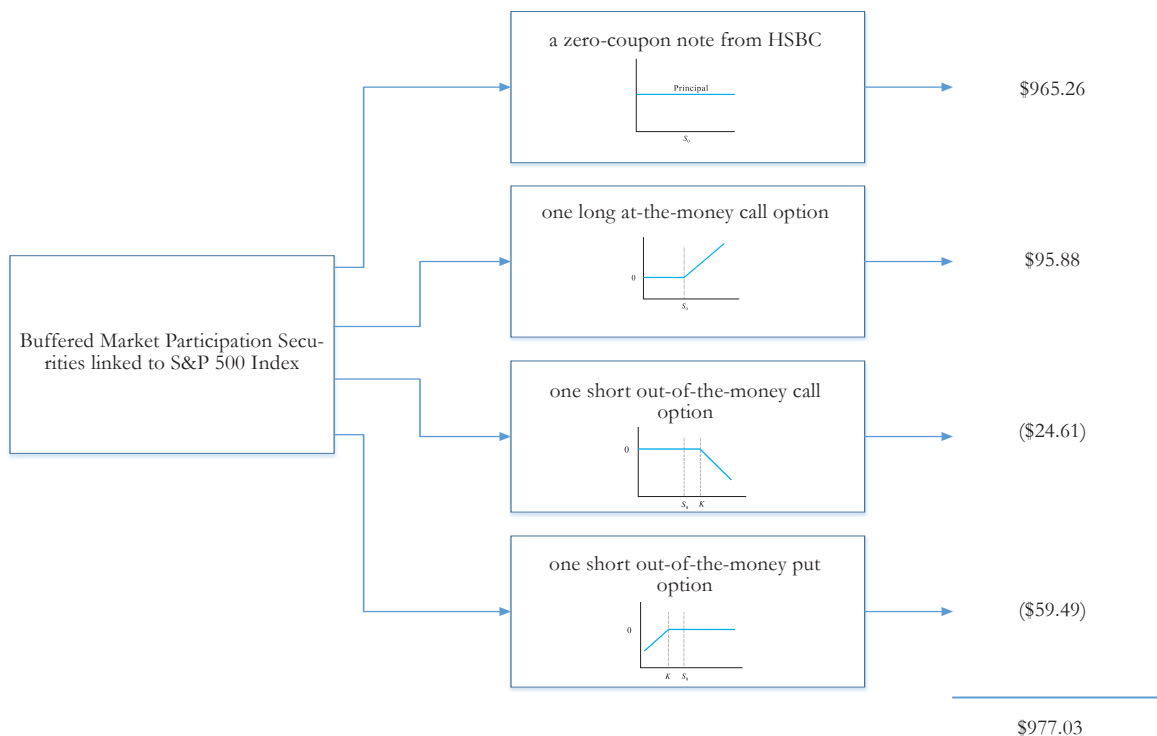 a zero-coupon note from HSBC
Principal
S0
$965.26
one long at-the-money call option
0
S0
$95.88
Buffered Market Participation Secu-
rities linked to S&P 500 Index
one short out-of-the-money call
option
0
S0 K
($24.61)
one short out-of-the-money put
option
0
K S0
($59.49)
$977.03